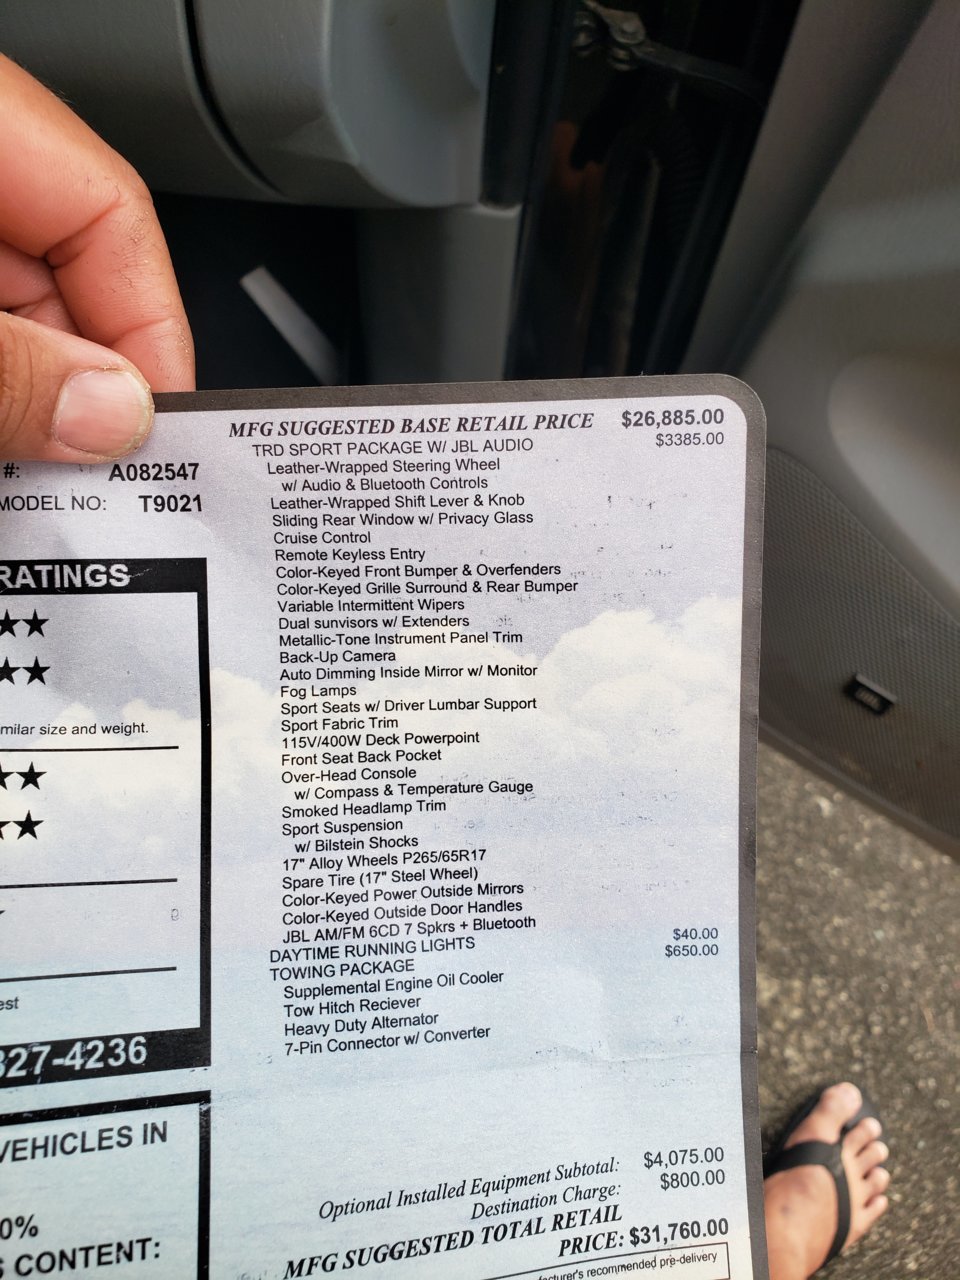 MFG SUGGESTED BASE RETAIL PRICE $26,885.00
TRD SPORT PACKAGE W/ JBL AUDIO $3385.00
Leather-Wrapped Steering Wheel
w/ Audio & Bluetooth Controls
Leather-Wrapped Shift Lever & Knob
Sliding Rear Window w/ Privacy Glass
Cruise Control
Remote Keyless Entry
Color-Keyed Front Bumper & Overfenders
Color-Keyed Grille Surround & Rear Bumper
Variable Intermittent Wipers
Dual sunvisors w/ Extenders
Metallic-Tone Instrument Panel Trim
Back-Up Camera
Auto Dimming Inside Mirror w/ Monitor
Fog Lamps
Sport Seats w/ Driver Lumbar Support
Sport Fabric Trim
115V/400W Deck Powerpoint
Front Seat Back Pocket
Over-Head Console
w/ Compass & Temperature Gauge
Smoked Headlamp Trim
Sport Suspension
w/ Bilstein Shocks
17" Alloy Wheels P265/65R17
Spare Tire (17" Steel Wheel)
Color-Keyed Power Outside Mirrors
Color-Keyed Outside Door Handles
JBL AM/FM 6CD 7 Spkrs + Bluetooth
DAYTIME RUNNING LIGHTS $40.00
TOWING PACKAGE $650.00
Supplemental Engine Oil Cooler
Tow Hitch Reciever
Heavy Duty Alternator
7-Pin Connector w/ Converter
Optional Installed Equipment Subtotal: $4,075.00
Destination Charge: $800.00
MFG SUGGESTED TOTAL RETAIL
PRICE: $31,760.00
recommended pre-delivery
#: A082547
MODEL NO: T9021
RATINGS
★★
★★
size and weight.
★★
★★
327-4236
VEHICLES IN
0%
CONTENT:
JBL